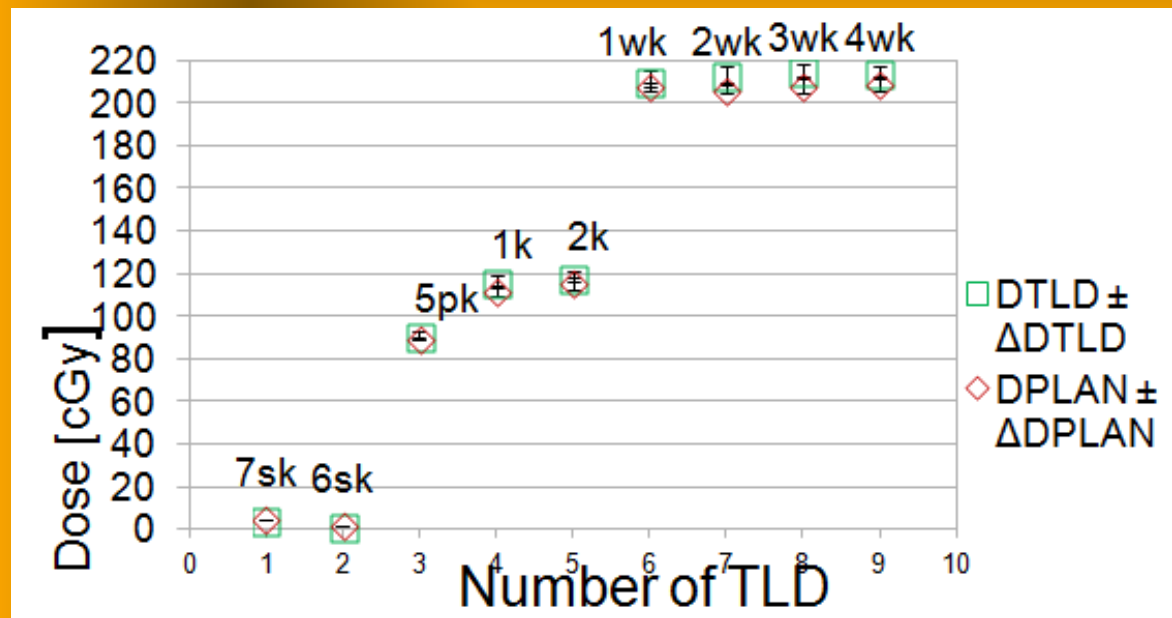 1wk 2wk 3wk 4wk
220
200
180
160
140
120
100
80
60
40
20
0
1k 2k
5pk
7sk 6sk
Dose [cGy]
0 1 2 3 4 5 6 7 8 9 10
Number of TLD
DTLD ±
ΔDTLD
DPLAN ±
ΔDPLAN